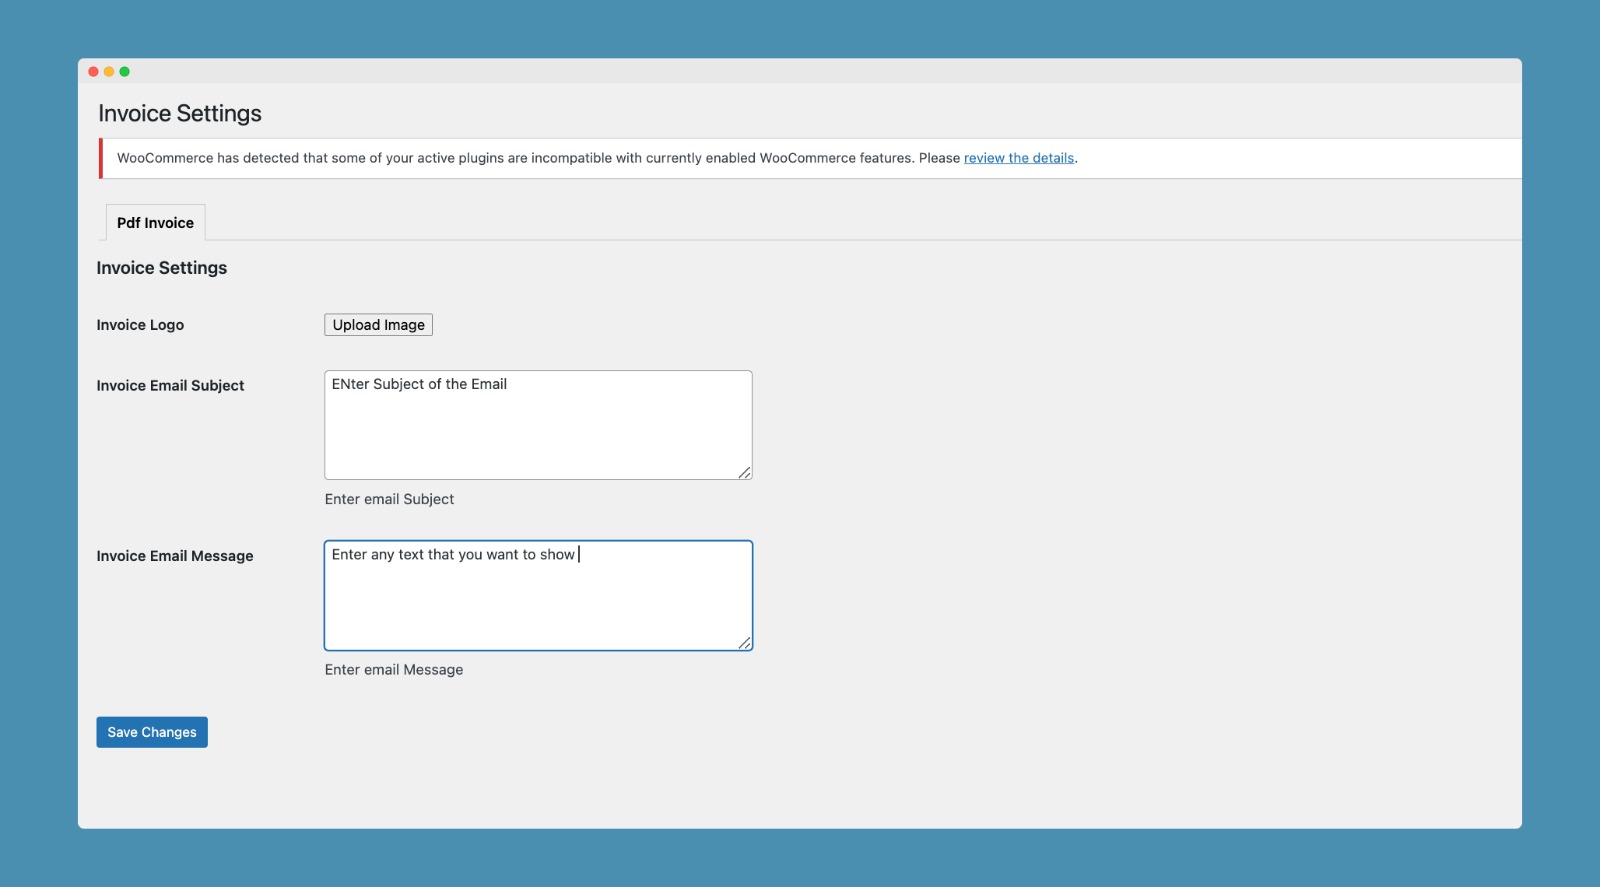 Invoice Settings
WooCommerce has detected that some of your active plugins are incompatible with currently enabled WooCommerce features. Please review the details.
Pdf Invoice
Invoice Settings
Invoice Logo
Upload Image
Invoice Email Subject
ENter Subject of the Email
Enter email Subject
Invoice Email Message
Enter any text that you want to show
Enter email Message
Save Changes